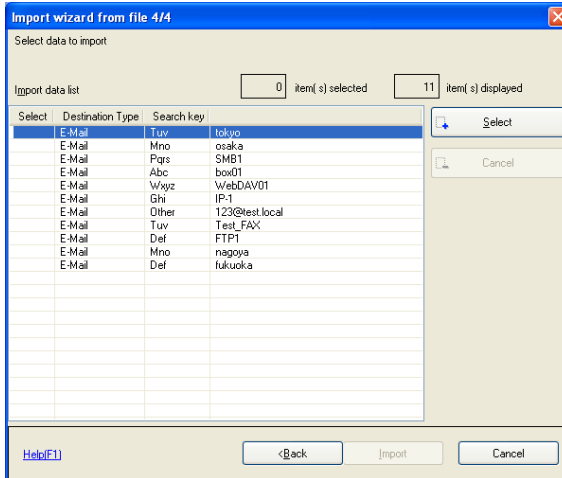 Import wizard from file 4/4
Select data to import
Import data list 0 item( s) selected 11 item( s) displayed
Select Destination Type Search key
E-Mail Tuv tokyo
E-Mail Mno osaka
E-Mail Pqrs SMB1
E-Mail Abc box01
E-Mail Wxyz WebDAV01
E-Mail Ghi IP-1
E-Mail Other 123@test.local
E-Mail Tuv Test_FAX
E-Mail Def FTP1
E-Mail Mno nagoya
E-Mail Def fukuoka
Select
Cancel
Help(F1) <Back Import Cancel